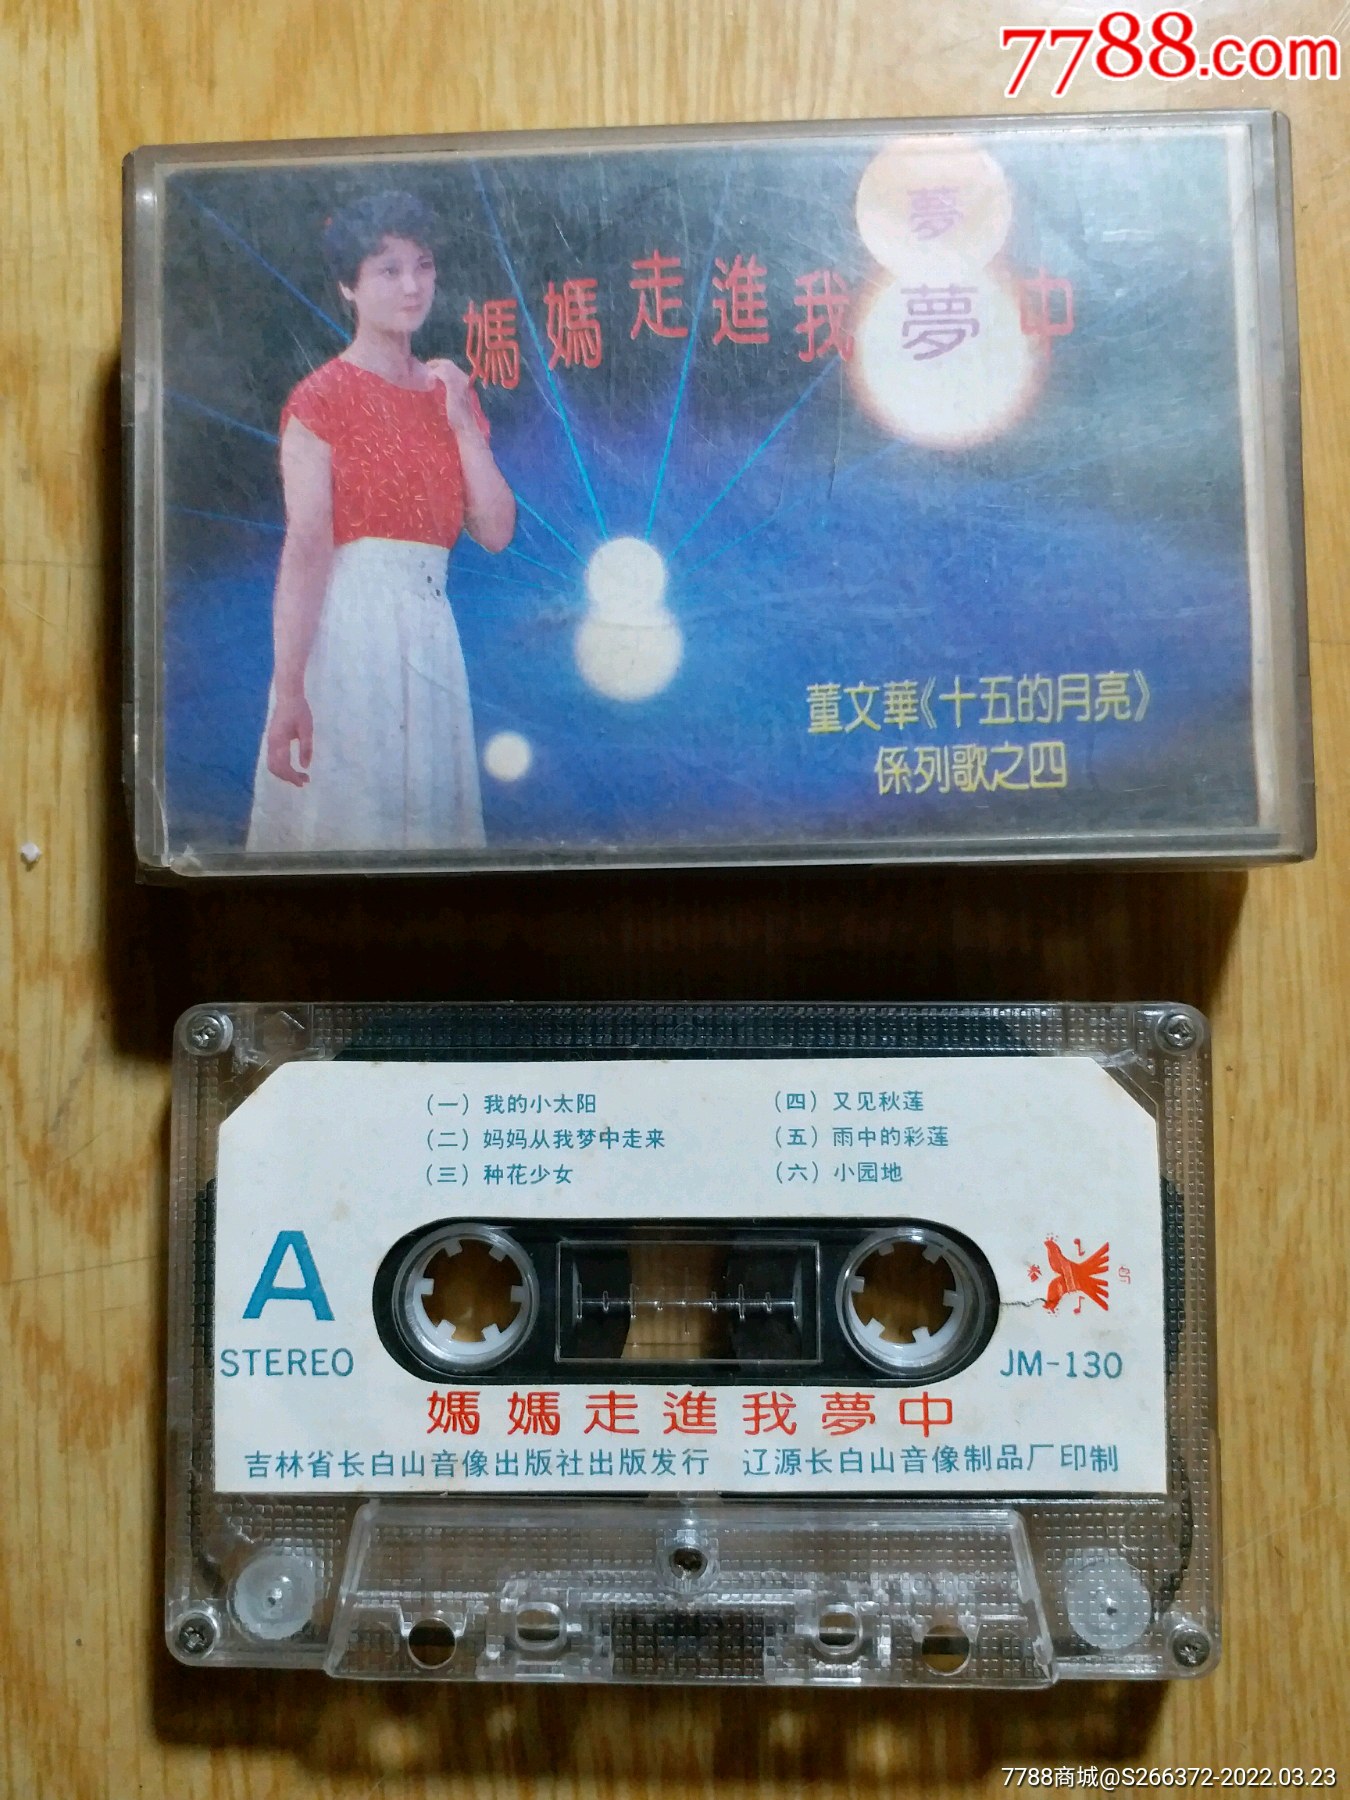 7788.com
夢
媽媽走進我夢中
董文華《十五的月亮》
係列歌之四
(一) 我的小太阳
(二) 妈妈从我梦中走来
(三) 种花少女
(四) 又见秋莲
(五) 雨中的彩莲
(六) 小园地
A
STEREO
JM-130
媽媽走進我夢中
吉林省长白山音像出版社出版发行 辽源长白山音像制品厂印制
7788商城@S266372-2022.03.23